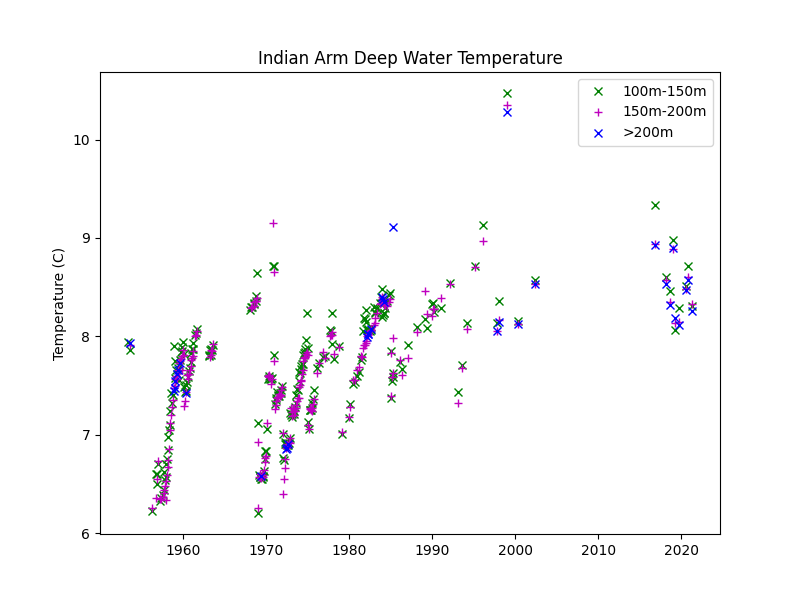 Indian Arm Deep Water Temperature
100m-150m
150m-200m
>200m
Temperature (C)
10
9
8
7
6
1960 1970 1980 1990 2000 2010 2020